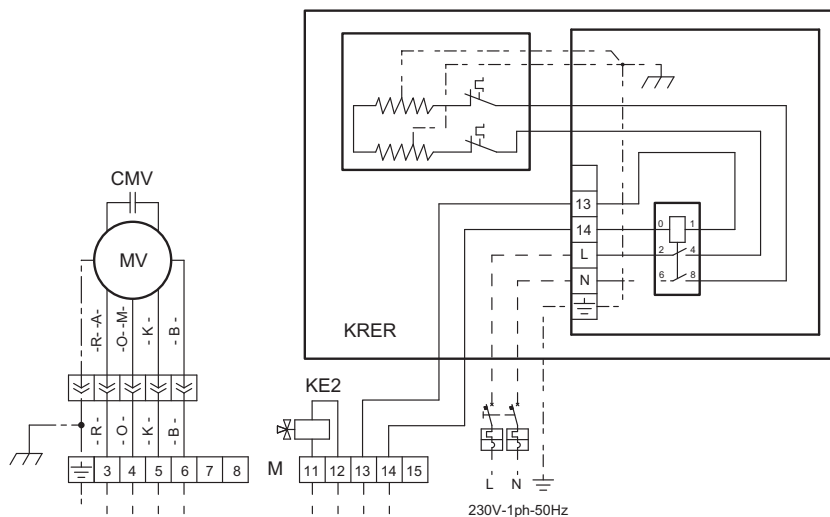 CMV
MV
-R--A-
-O--M-
-K-
-B-
-R-
-O-
-K-
-B-
3 4 5 6 7 8
KRER
13
14
L
N
0 1
2 4
6 8
KE2
M
11 12 13 14 15
L N
230V-1ph-50Hz